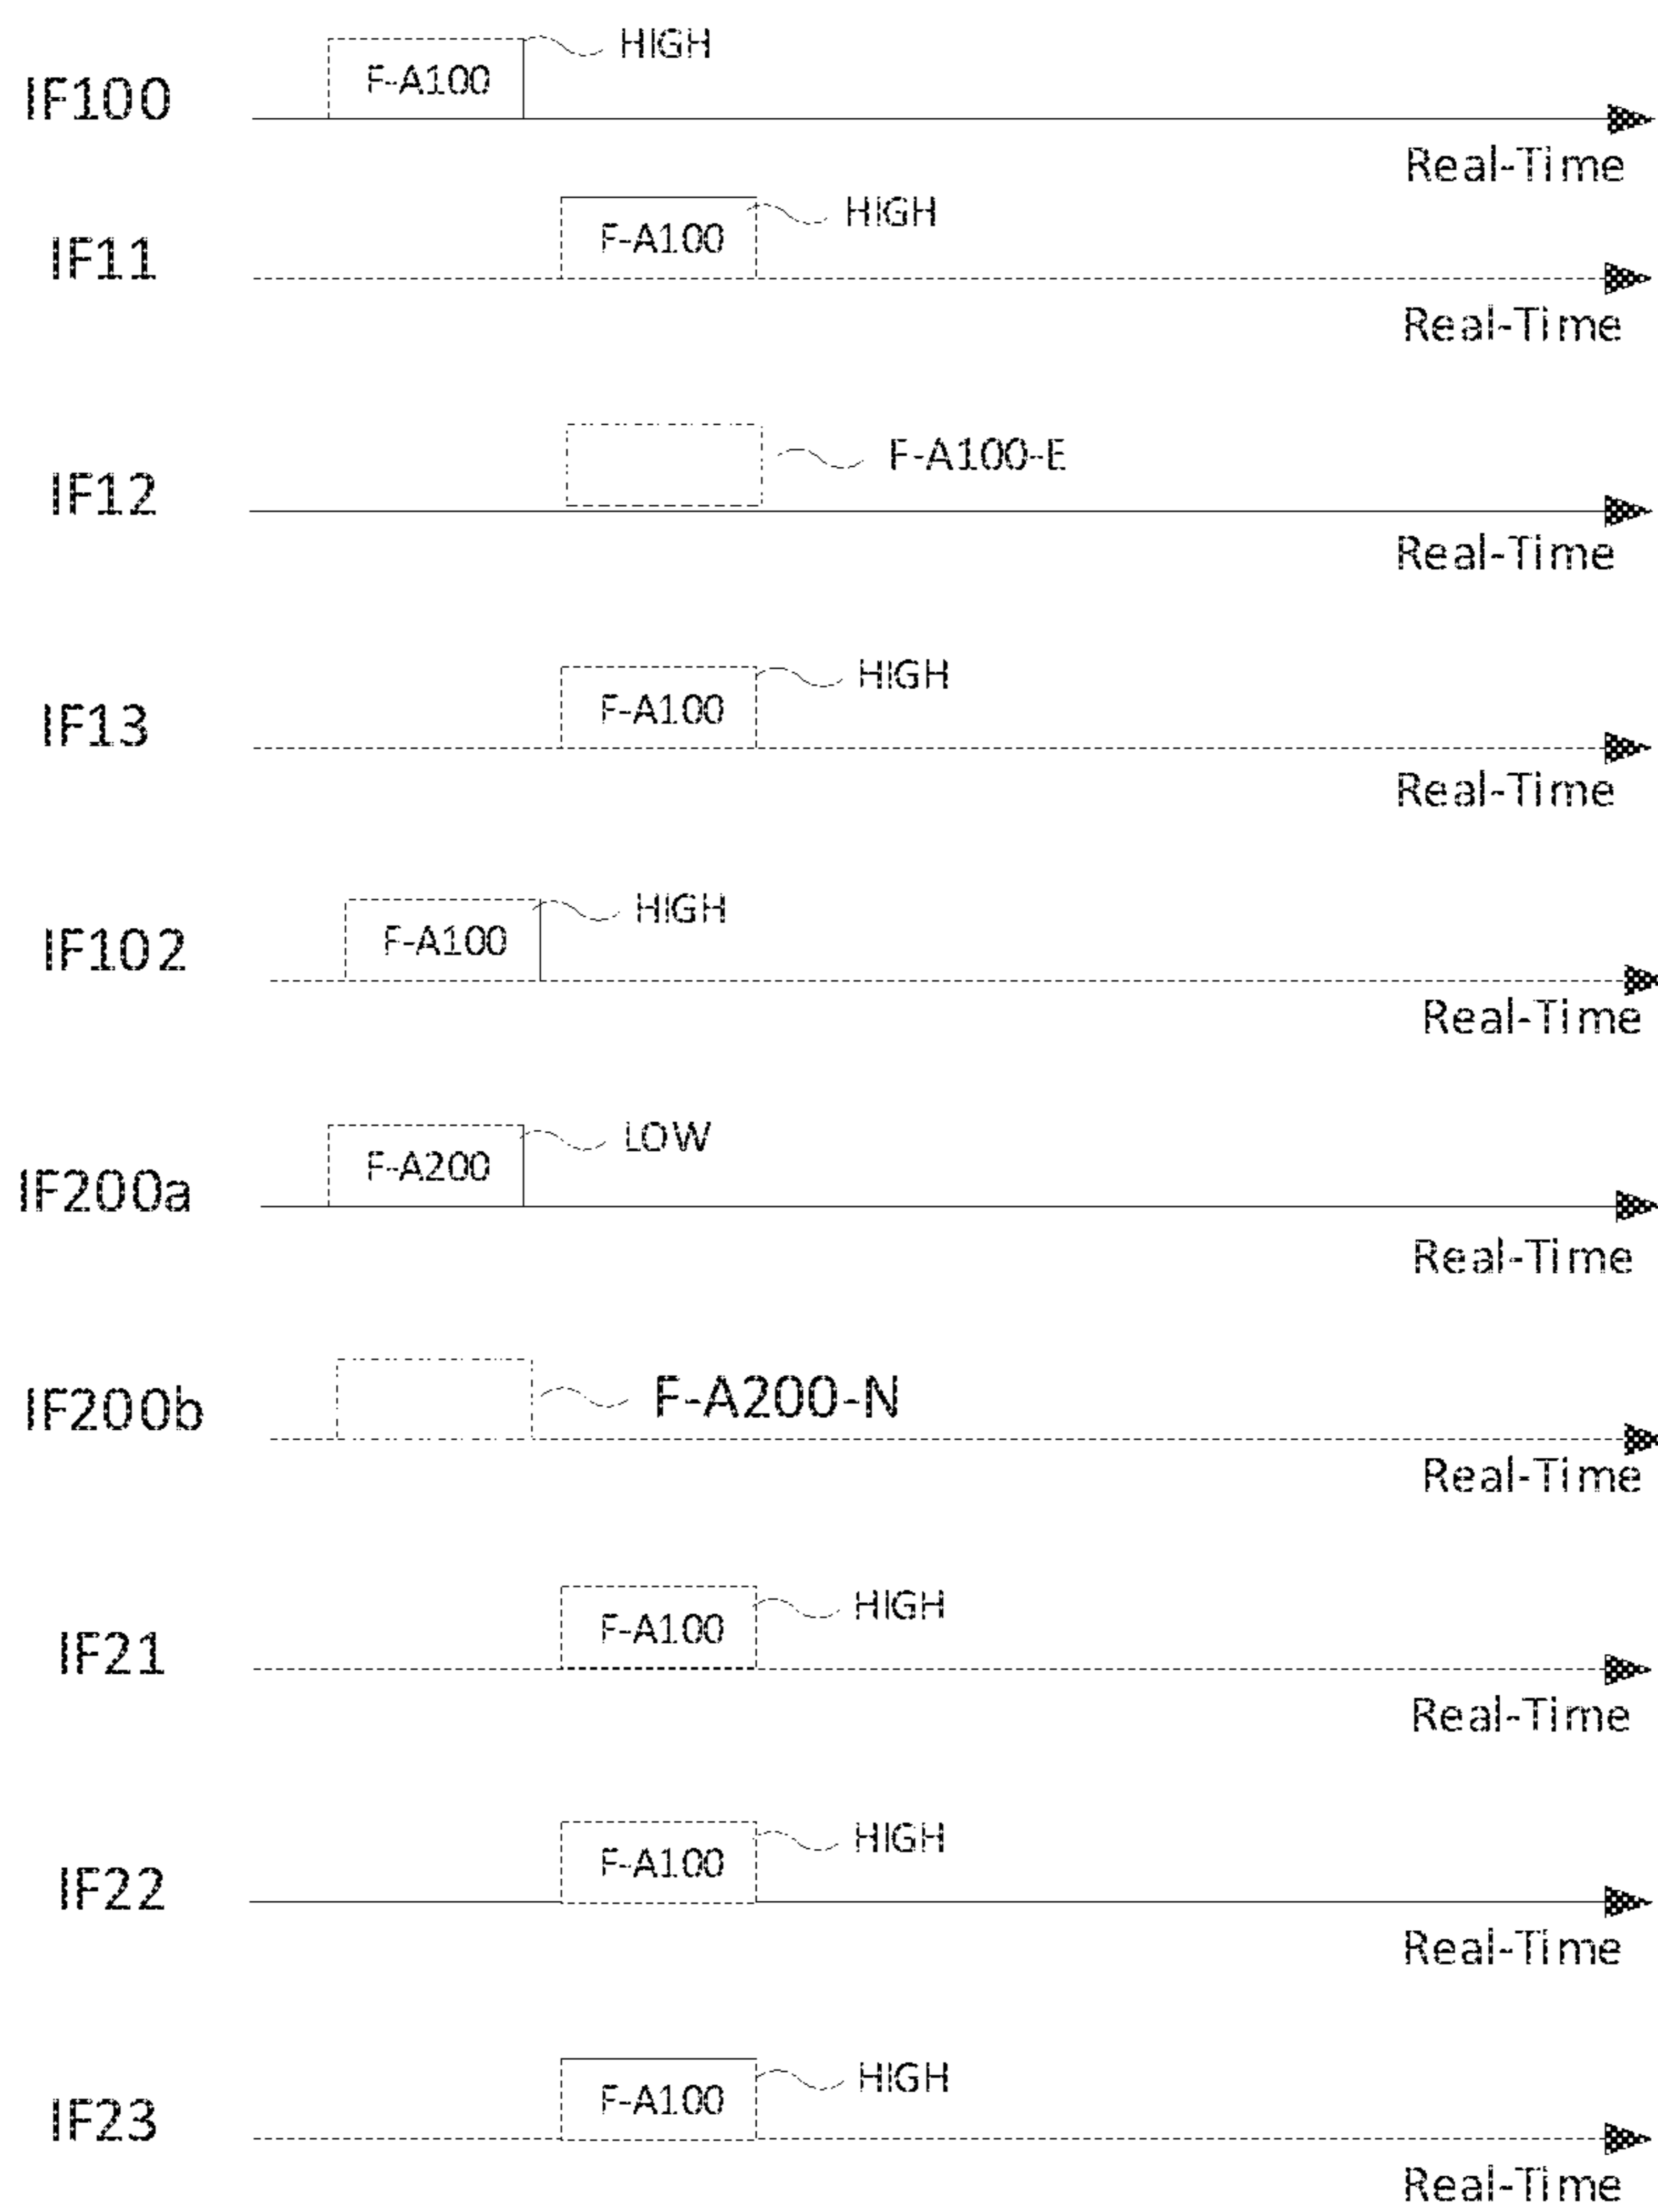 HIGH
F-A100
IF100
Real-Time
HIGH
F-A100
IF11
Real-Time
F-A100-E
IF12
Real-Time
HIGH
F-A100
IF13
Real-Time
HIGH
F-A100
IF102
Real-Time
LOW
F-A200
IF200a
Real-Time
F-A200-N
IF200b
Real-Time
HIGH
F-A100
IF21
Real-Time
HIGH
F-A100
IF22
Real-Time
HIGH
F-A100
IF23
Real-Time